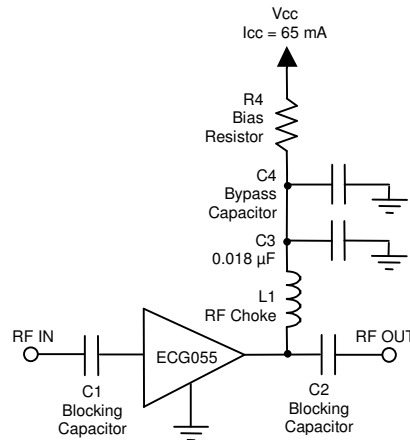 Vcc
Icc = 65 mA
R4
Bias
Resistor
C4
Bypass
Capacitor
C3
0.018 µF
L1
RF Choke
RF IN
ECG055
RF OUT
C1
Blocking
Capacitor
C2
Blocking
Capacitor